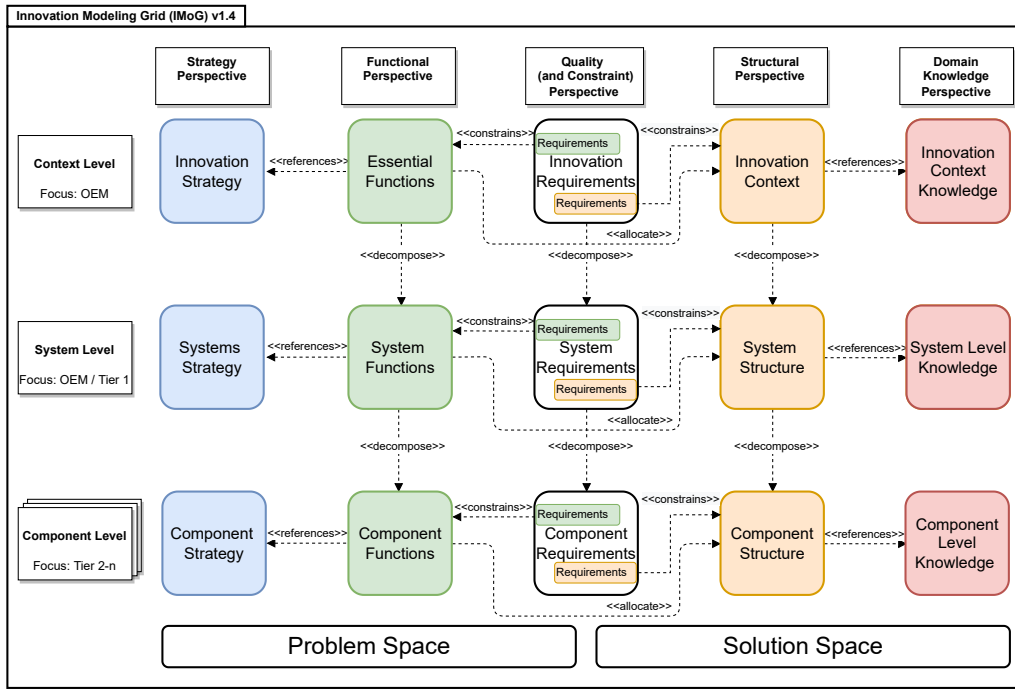 Innovation Modeling Grid (IMoG) v1.4
Strategy
Perspective
Functional
Perspective
Quality
(and Constraint)
Perspective
Structural
Perspective
Domain
Knowledge
Perspective
Context Level
Focus: OEM
Innovation
Strategy
<<references>>
Essential
Functions
<<constrains>>
Requirements
Innovation
Requirements
Requirements
<<constrains>>
<<allocate>>
Innovation
Context
<<references>>
Innovation
Context
Knowledge
<<decompose>>
<<decompose>>
<<decompose>>
System Level
Focus: OEM / Tier 1
Systems
Strategy
<<references>>
System
Functions
<<constrains>>
Requirements
System
Requirements
Requirements
<<constrains>>
<<allocate>>
System
Structure
<<references>>
System Level
Knowledge
<<decompose>>
<<decompose>>
<<decompose>>
Component Level
Focus: Tier 2-n
Component
Strategy
<<references>>
Component
Functions
<<constrains>>
Requirements
Component
Requirements
Requirements
<<constrains>>
<<allocate>>
Component
Structure
<<references>>
Component
Level
Knowledge
Problem Space
Solution Space